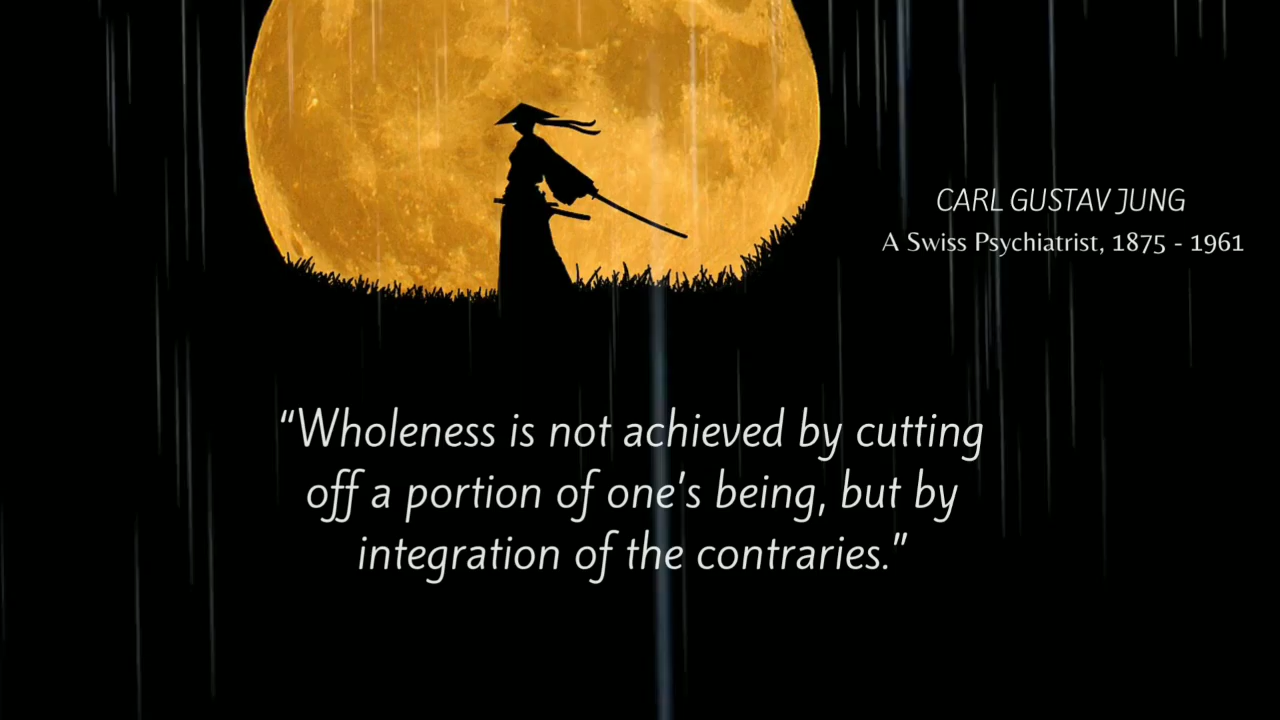 CARL GUSTAV JUNG
A Swiss Psychiatrist, 1875 - 1961
“Wholeness is not achieved by cutting
off a portion of one's being, but by
integration of the contraries.”